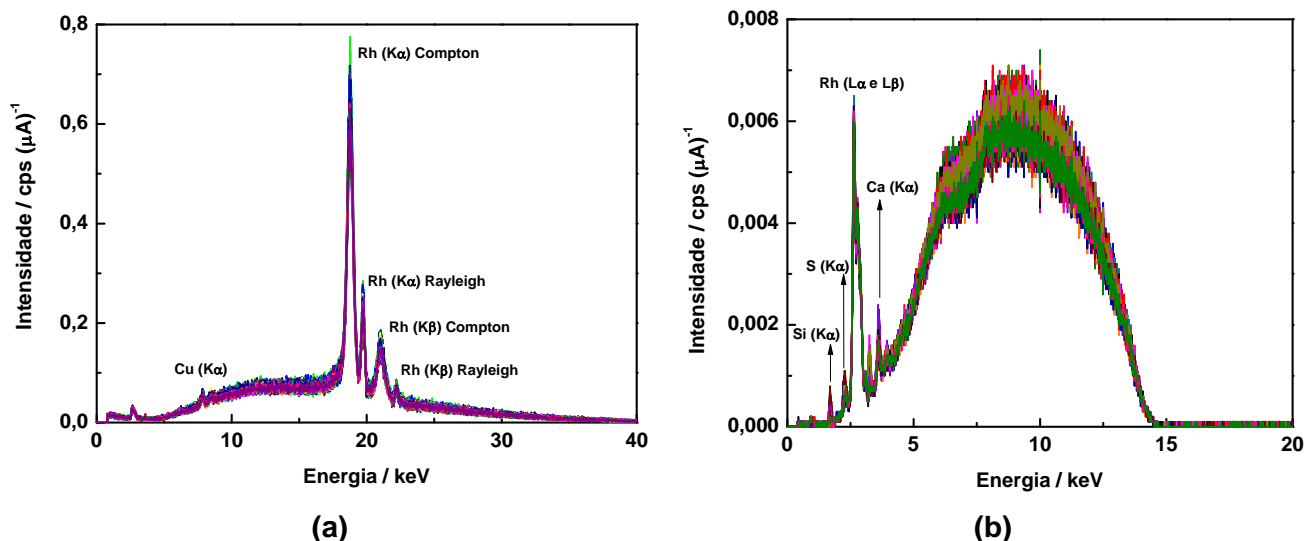 0,8
0,6
0,4
0,2
0,0
Intensidade / cps (μA)⁻¹
Rh (Kα) Compton
Rh (Kα) Rayleigh
Rh (Kβ) Compton
Rh (Kβ) Rayleigh
Cu (Kα)
0 10 20 30 40
Energia / keV
(a)
0,008
0,006
0,004
0,002
0,000
Intensidade / cps (μA)⁻¹
Rh (Lα e Lβ)
Ca (Kα)
S (Kα)
Si (Kα)
0 5 10 15 20
Energia / keV
(b)